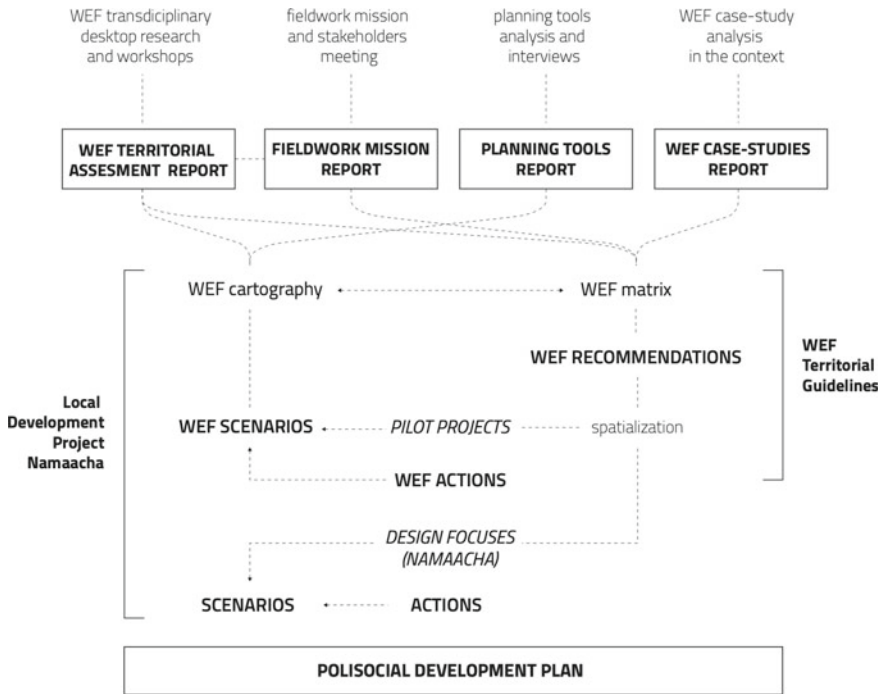 WEF transdiciplinary
desktop research
and workshops
fieldwork mission
and stakeholders
meeting
planning tools
analysis and
interviews
WEF case-study
analysis
in the context
WEF TERRITORIAL
ASSESMENT REPORT
FIELDWORK MISSION
REPORT
PLANNING TOOLS
REPORT
WEF CASE-STUDIES
REPORT
WEF cartography
WEF matrix
WEF RECOMMENDATIONS
WEF
Territorial
Guidelines
Local
Development
Project
Namaacha
WEF SCENARIOS
PILOT PROJECTS
spatialization
WEF ACTIONS
DESIGN FOCUSES
(NAMAACHA)
SCENARIOS
ACTIONS
POLISOCIAL DEVELOPMENT PLAN